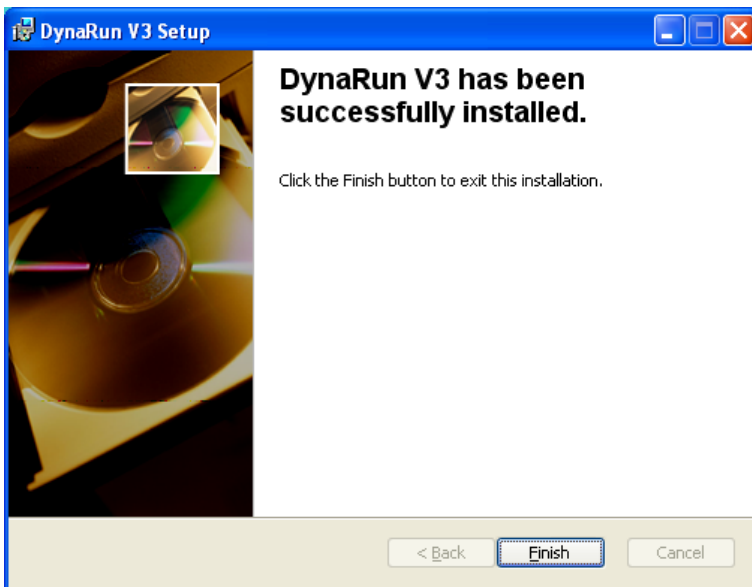 DynaRun V3 Setup
DynaRun V3 has been
successfully installed.
Click the Finish button to exit this installation.
< Back
Finish
Cancel